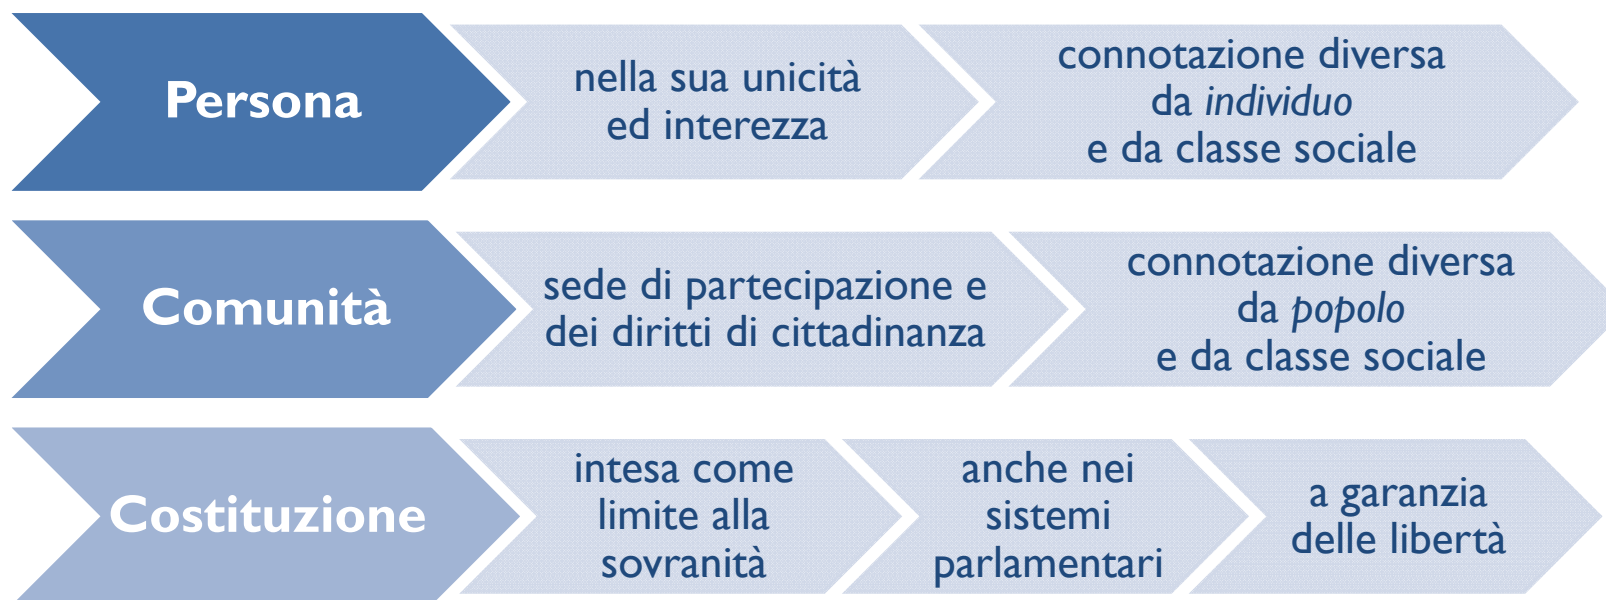 Persona
nella sua unicità
ed interezza
connotazione diversa
da individuo
e da classe sociale
Comunità
sede di partecipazione e
dei diritti di cittadinanza
connotazione diversa
da popolo
e da classe sociale
Costituzione
intesa come
limite alla
sovranità
anche nei
sistemi
parlamentari
a garanzia
delle libertà